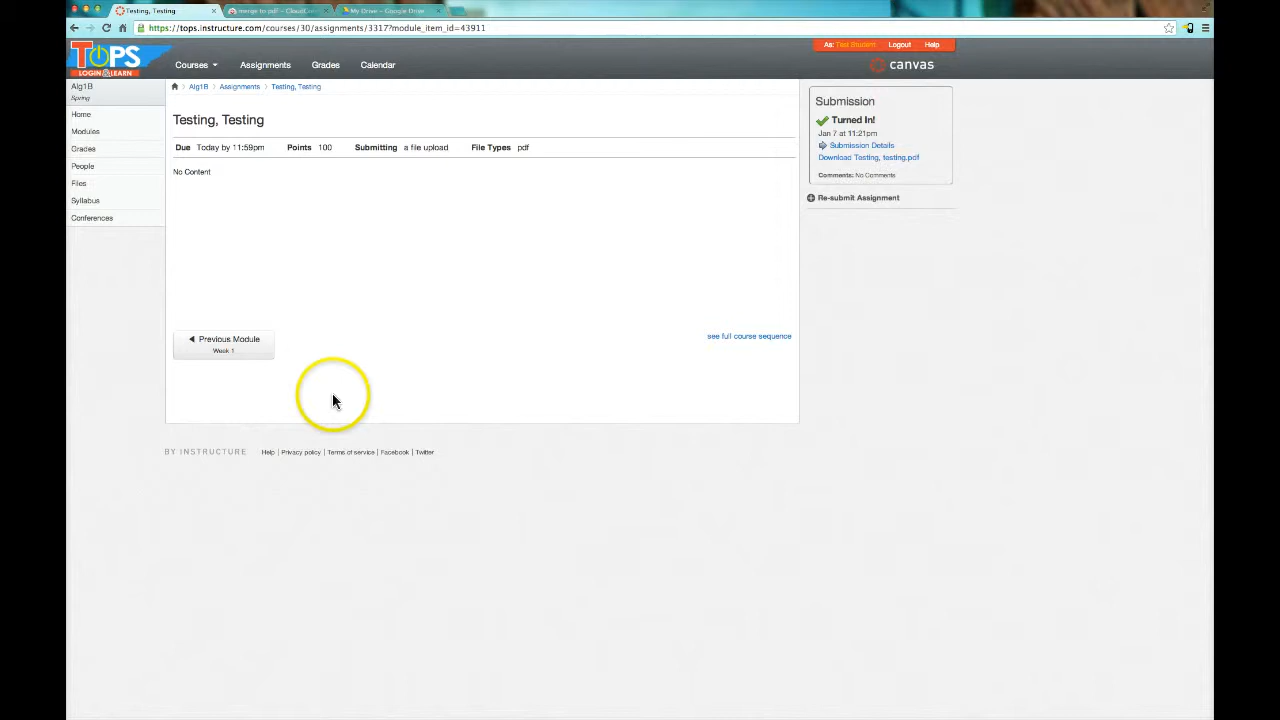 Testing, Testing
merge to pdf - CloudCon
My Drive - Google Drive
https://tops.instructure.com/courses/30/assignments/3317?module_item_id=43911
TOPS
LOGIN & LEARN
Courses
Assignments
Grades
Calendar
As: Test Student
Logout
Help
canvas
Alg1B
Spring
Home
Modules
Grades
People
Files
Syllabus
Conferences
Alg1B
Assignments
Testing, Testing
Testing, Testing
Due Today by 11:59pm Points 100 Submitting a file upload File Types pdf
No Content
Previous Module
Week 1
see full course sequence
Submission
Turned In!
Jan 7 at 11:21pm
Submission Details
Download Testing, testing.pdf
Comments: No Comments
Re-submit Assignment
BY INSTRUCTURE Help | Privacy policy | Terms of service | Facebook | Twitter